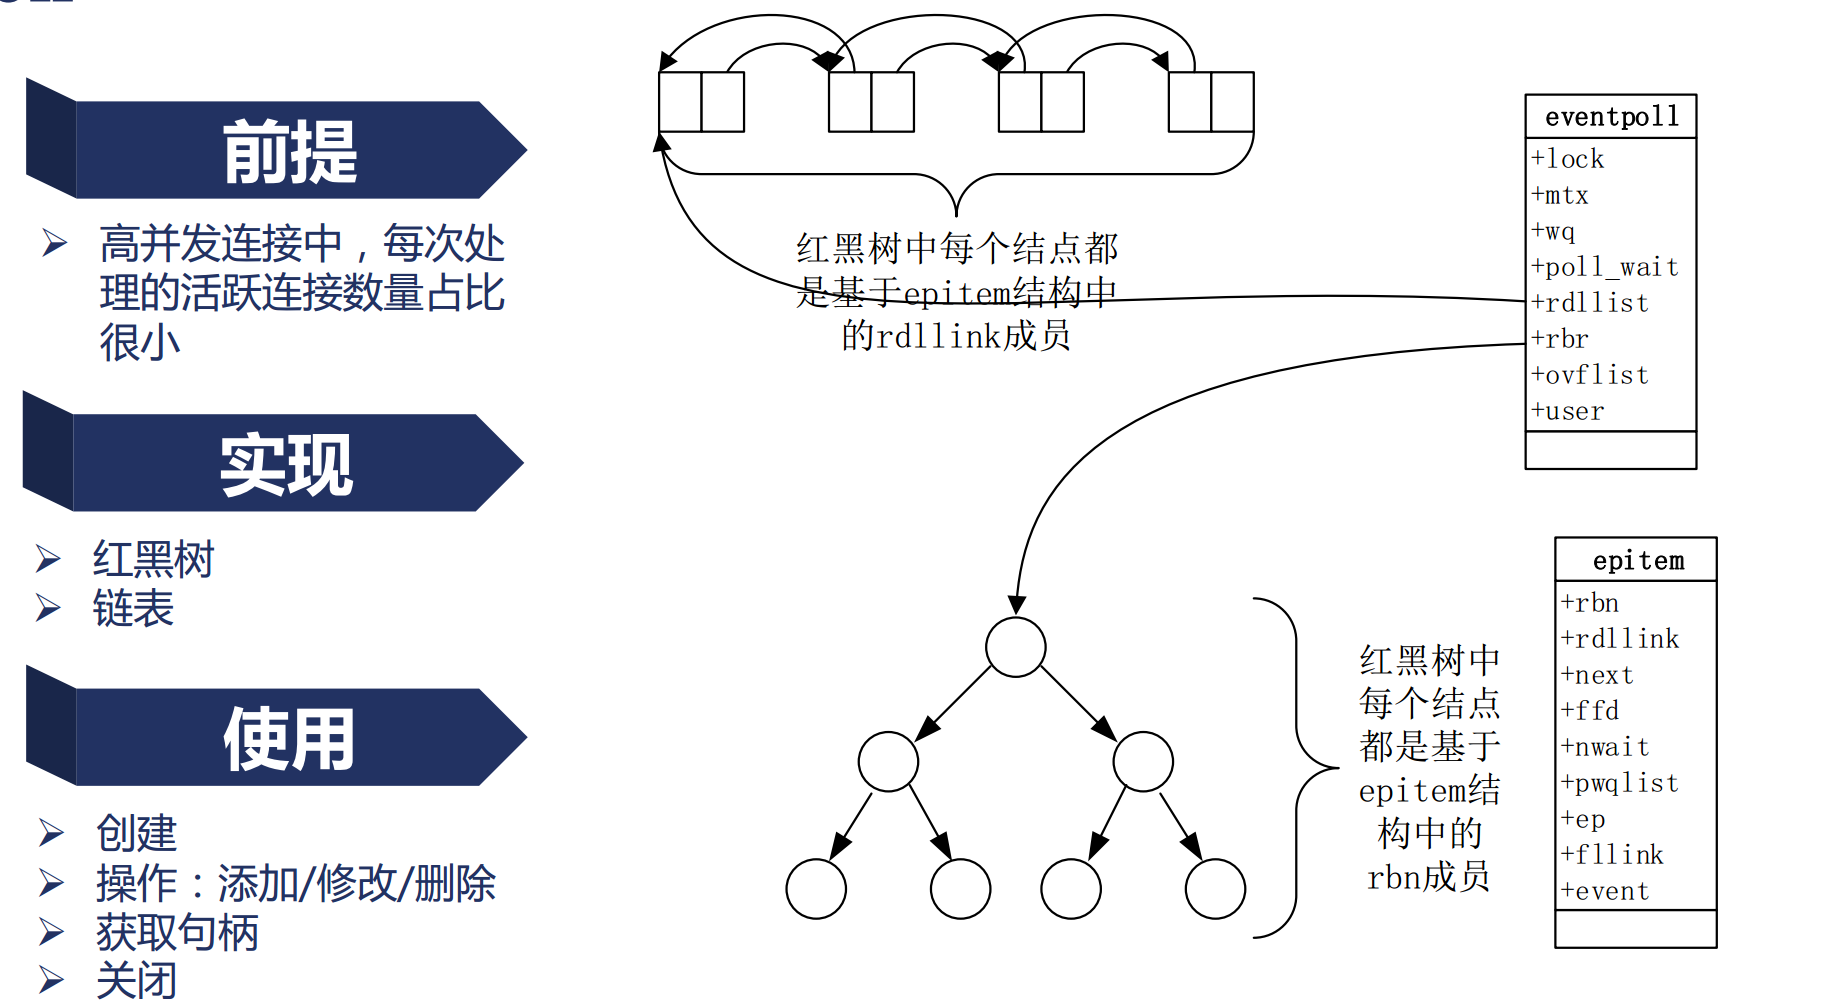 前提
高并发连接中，每次处
理的活跃连接数量占比
很小
实现
红黑树
链表
使用
创建
操作：添加/修改/删除
获取句柄
关闭
红黑树中每个结点都
是基于epitem结构中
的rdllink成员
eventpoll
+lock
+mtx
+wq
+poll_wait
+rdllist
+rbr
+ovflist
+user
红黑树中
每个结点
都是基于
epitem结
构中的
rbn成员
epitem
+rbn
+rdllink
+next
+ffd
+nwait
+pwqlist
+ep
+fllink
+event